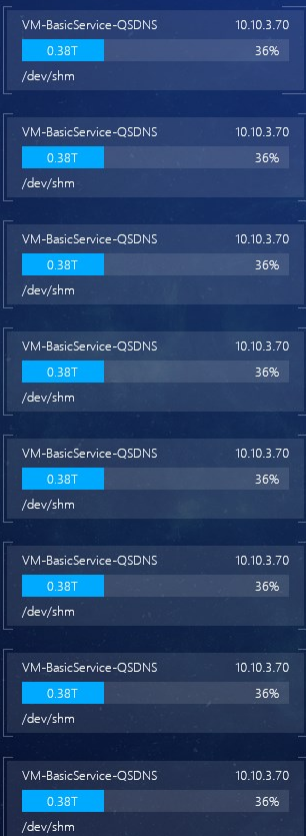 VM-BasicService-QSDNS 10.10.3.70
0.38T 36%
/dev/shm
VM-BasicService-QSDNS 10.10.3.70
0.38T 36%
/dev/shm
VM-BasicService-QSDNS 10.10.3.70
0.38T 36%
/dev/shm
VM-BasicService-QSDNS 10.10.3.70
0.38T 36%
/dev/shm
VM-BasicService-QSDNS 10.10.3.70
0.38T 36%
/dev/shm
VM-BasicService-QSDNS 10.10.3.70
0.38T 36%
/dev/shm
VM-BasicService-QSDNS 10.10.3.70
0.38T 36%
/dev/shm
VM-BasicService-QSDNS 10.10.3.70
0.38T 36%
/dev/shm